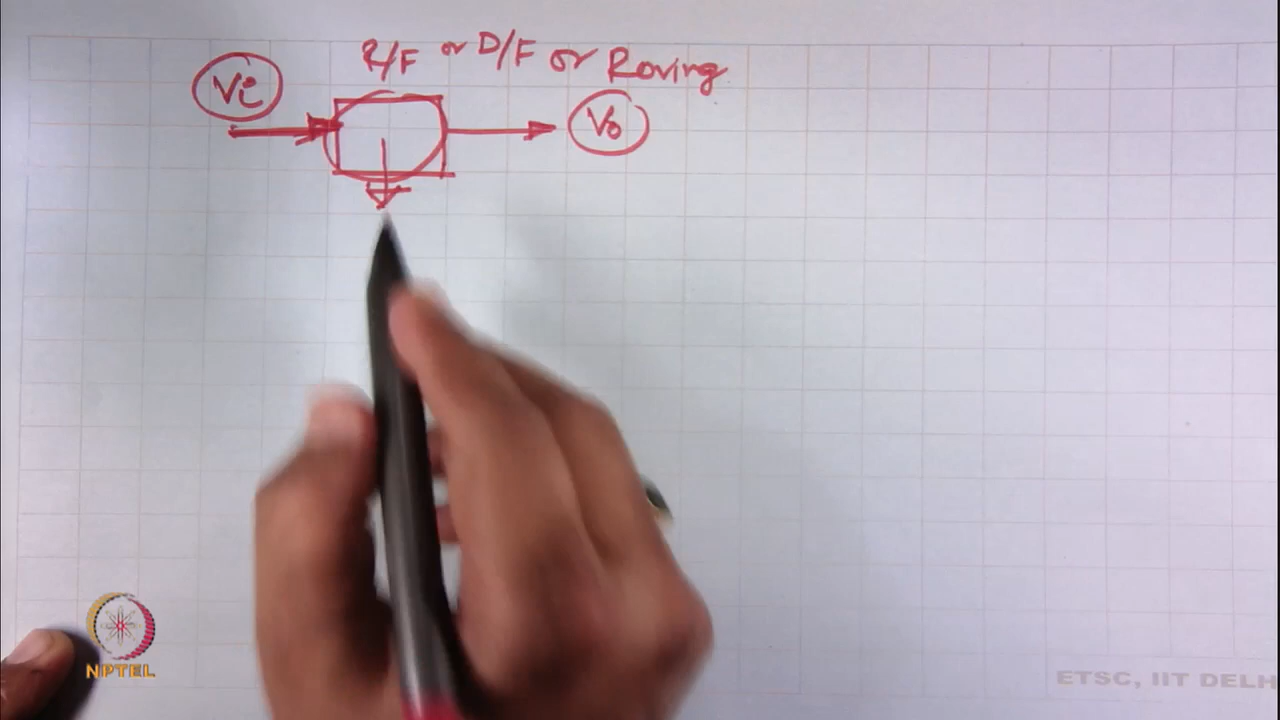 R/F or D/F or Roving
Vi
Vo
NPTEL
ETSC, IIT DELH